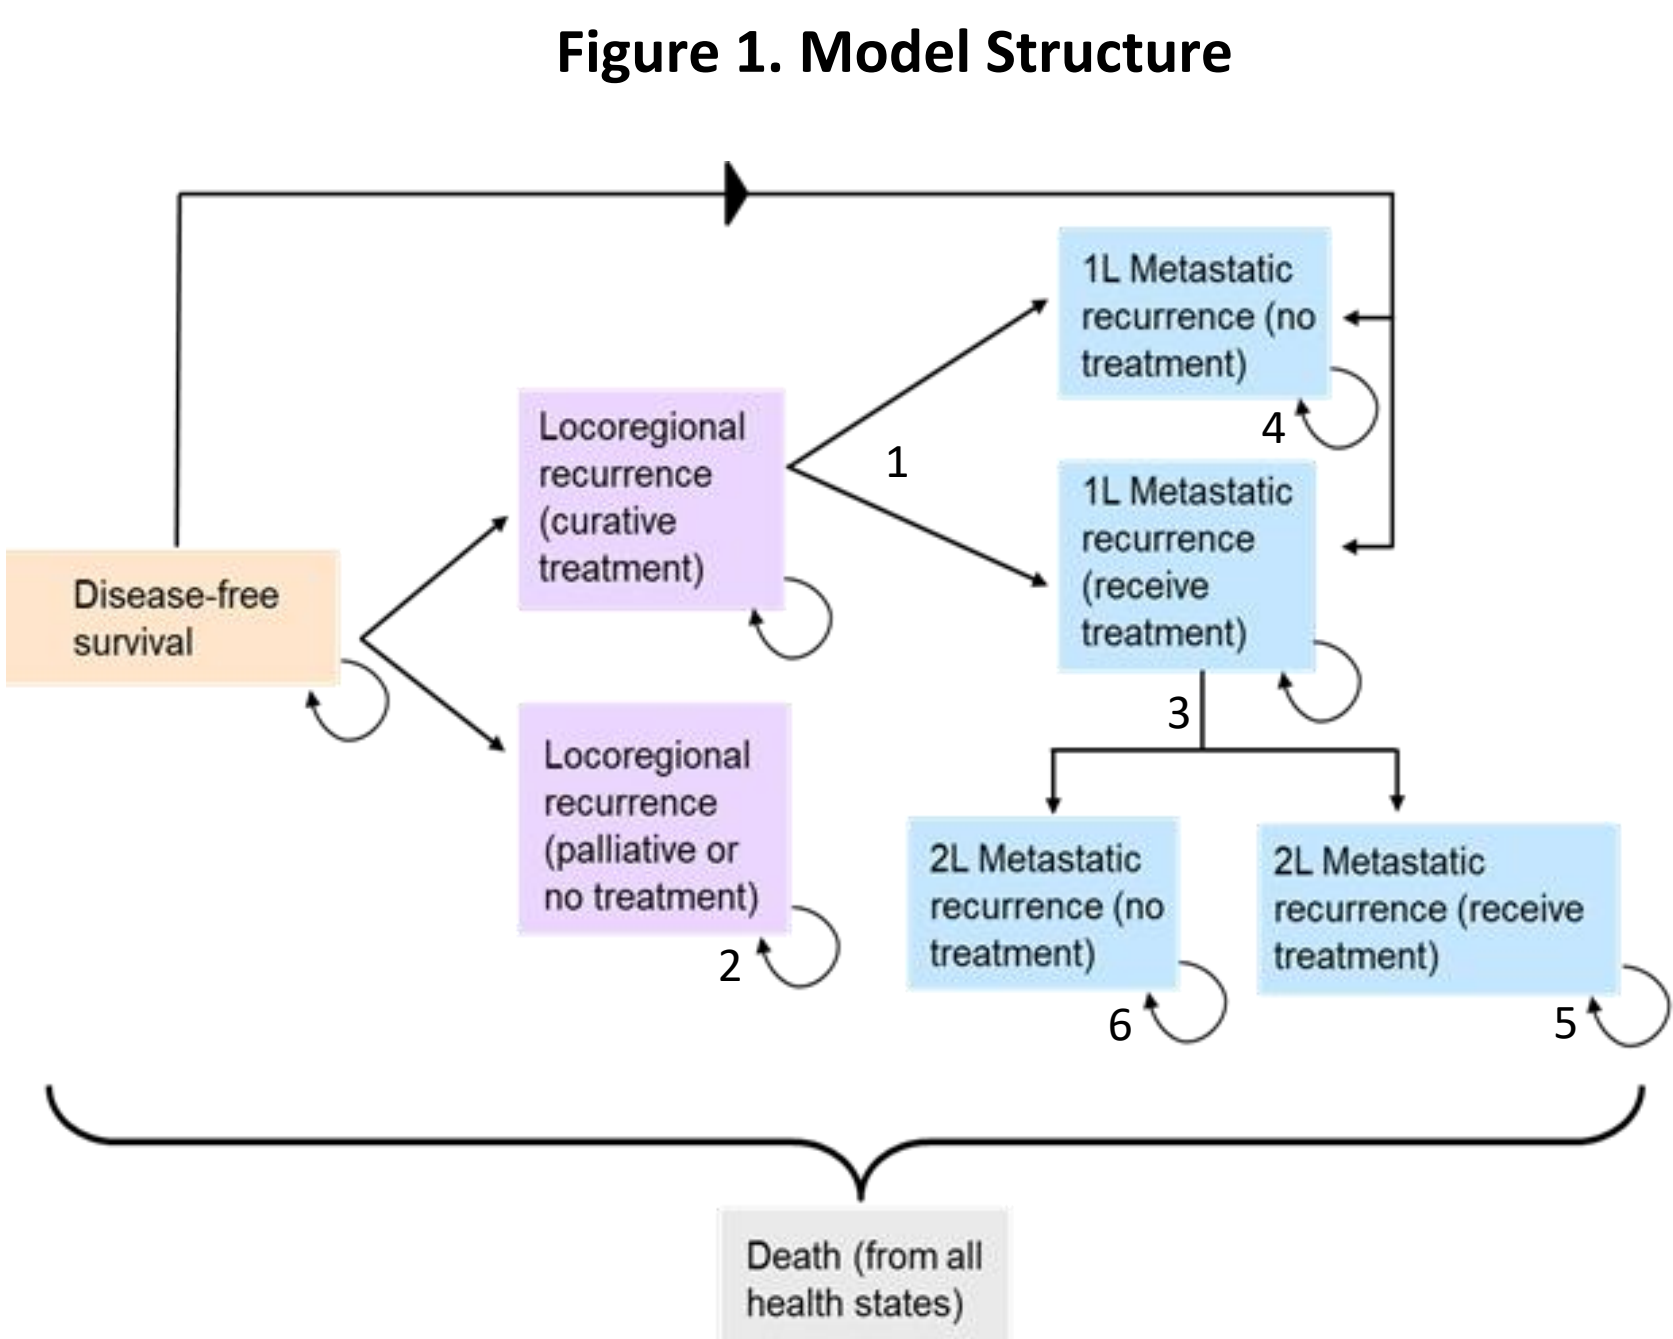 Figure 1. Model Structure
1L Metastatic
recurrence (no
treatment)
4
Locoregional
recurrence
(curative
treatment)
1
1L Metastatic
recurrence
(receive
treatment)
3
Disease-free
survival
Locoregional
recurrence
(palliative or
no treatment)
2
2L Metastatic
recurrence (no
treatment)
6
2L Metastatic
recurrence (receive
treatment)
5
Death (from all
health states)